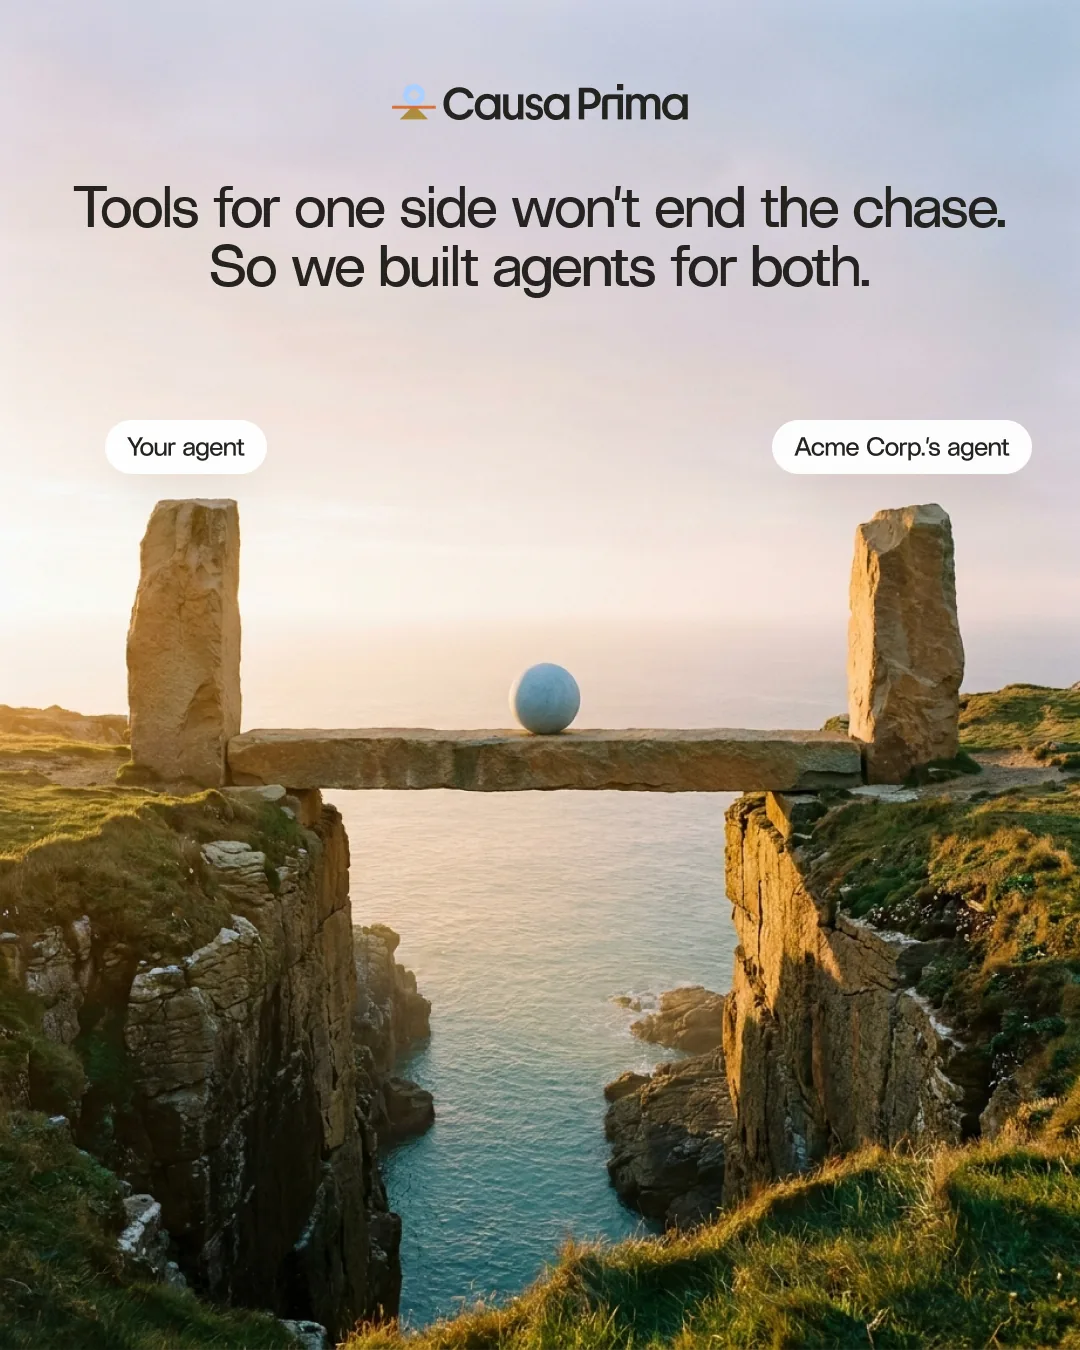 Causa Prima
Tools for one side won't end the chase.
So we built agents for both.
Your agent
Acme Corp.'s agent